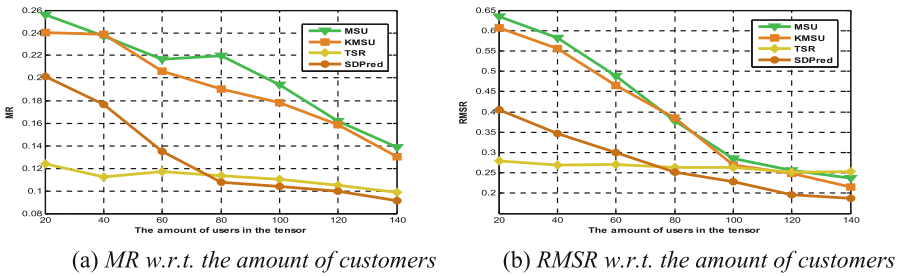 0.26
0.24
0.22
0.2
0.18
0.16
0.14
0.12
0.1
0.08
MR
20 40 60 80 100 120 140
The amount of users in the tensor
MSU
KMSU
TSR
SDPred
(a) MR w.r.t. the amount of customers
0.65
0.6
0.55
0.5
0.45
0.4
0.35
0.3
0.25
0.2
RMSR
20 40 60 80 100 120 140
The amount of users in the tensor
MSU
KMSU
TSR
SDPred
(b) RMSR w.r.t. the amount of customers